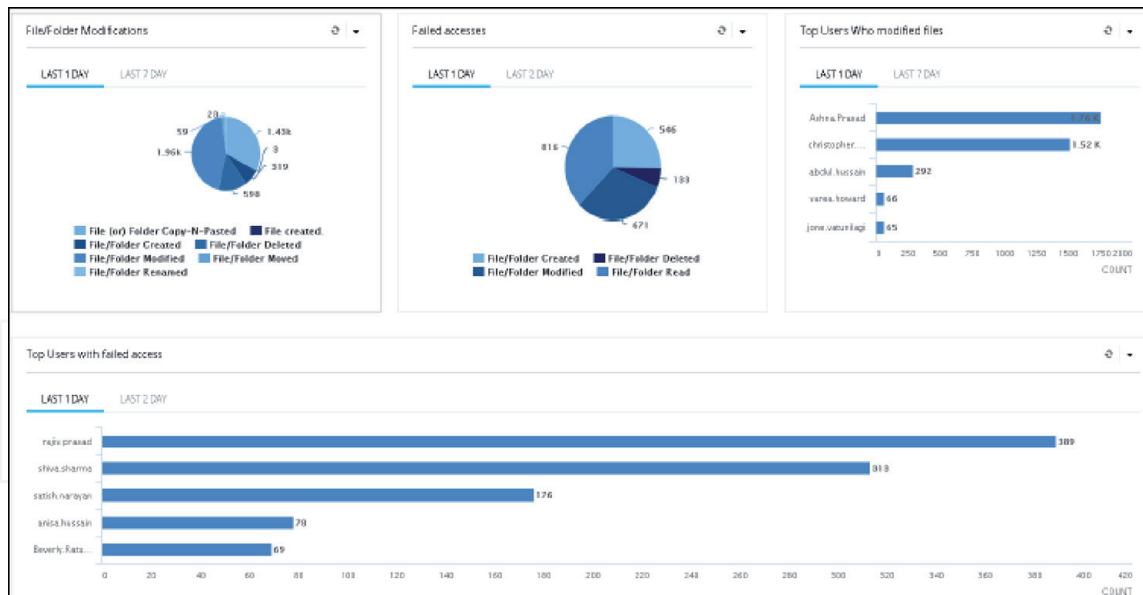 File/Folder Modifications
LAST 1 DAY LAST 7 DAY
28
59
1.43k
1.96k
3
319
598
File (or) Folder Copy-N-Pasted File created.
File/Folder Created File/Folder Deleted
File/Folder Modified File/Folder Moved
File/Folder Renamed
Failed accesses
LAST 1 DAY LAST 2 DAY
546
816
133
671
File/Folder Created File/Folder Deleted
File/Folder Modified File/Folder Read
Top Users Who modified files
LAST 1 DAY LAST 7 DAY
Ashna.Prasad 1.76 K
christopher.... 1.52 K
abdul.hussain 292
howard 66
65
0 250 500 750 1000 1250 1500 1750 2000
COUNT
Top Users with failed access
LAST 1 DAY LAST 2 DAY
rajiv.prasad 389
shiva.sharma 313
satish.narayan 176
anisa.hussain 78
Beverly.Rats... 69
0 20 40 60 80 100 120 140 160 180 200 220 240 260 280 300 320 340 360 380 400 420
COUNT